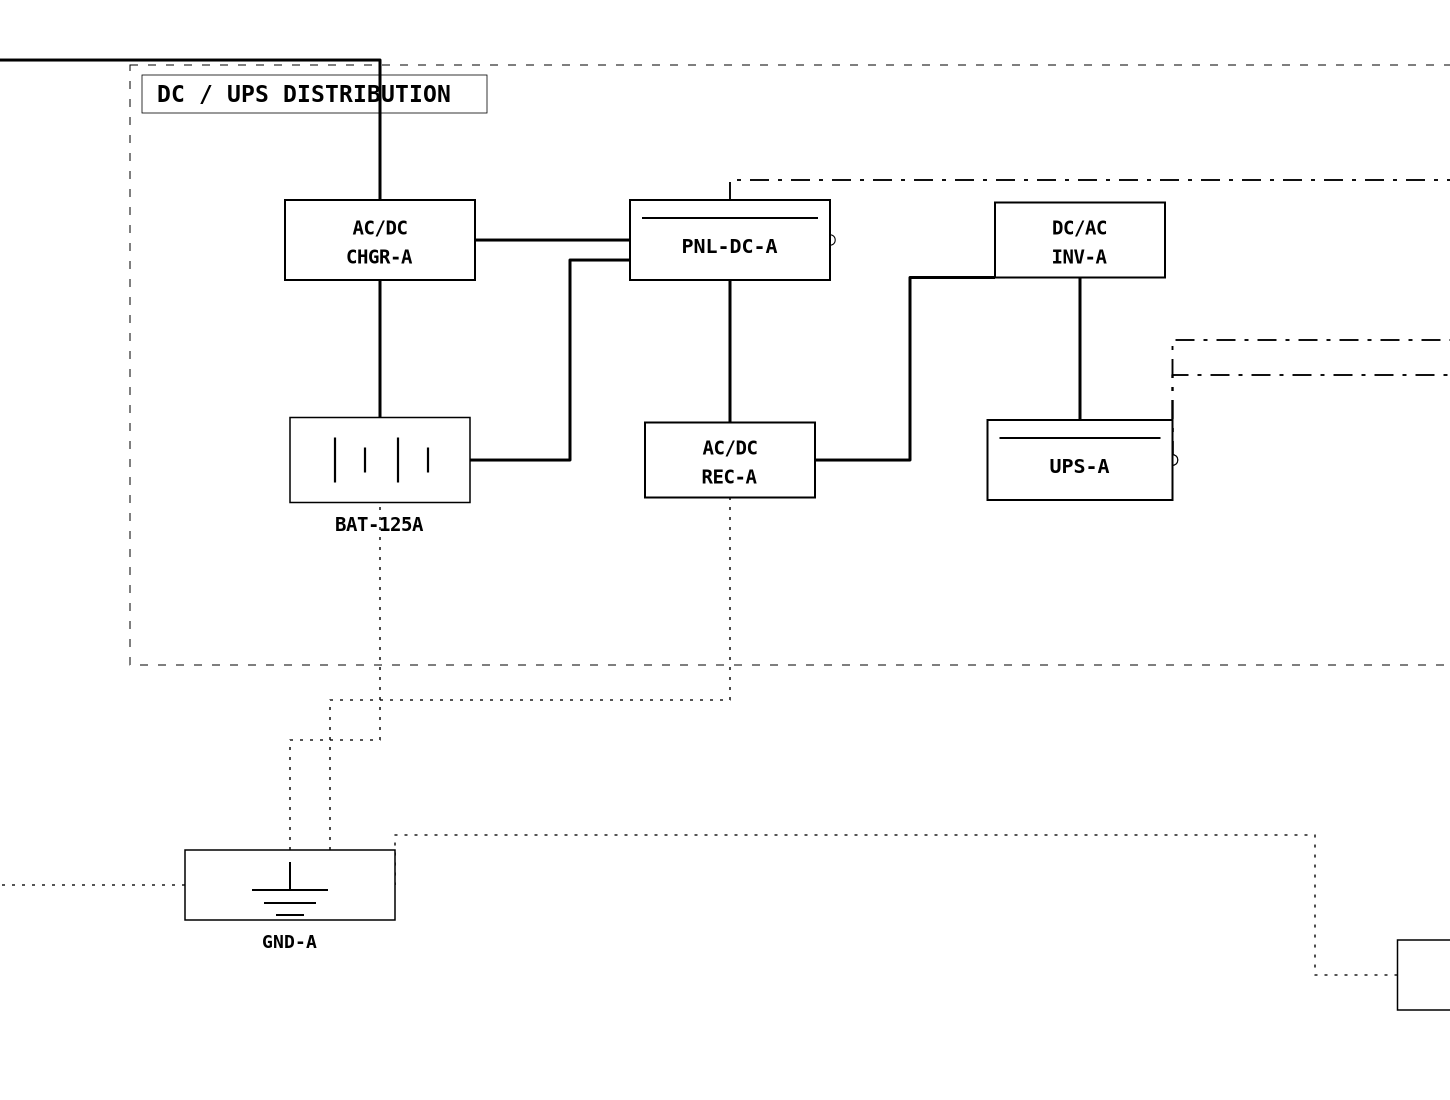 DC / UPS DISTRIBUTION
AC/DC
CHGR-A
PNL-DC-A
DC/AC
INV-A
BAT-125A
AC/DC
REC-A
UPS-A
GND-A